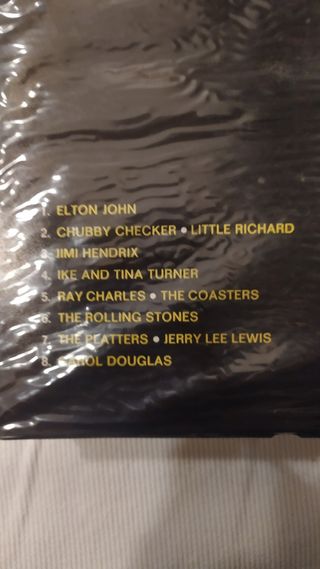 1. ELTON JOHN
2. CHUBBY CHECKER ● LITTLE RICHARD
3. JIMI HENDRIX
4. IKE AND TINA TURNER
5. RAY CHARLES ● THE COASTERS
6. THE ROLLING STONES
7. THE PLATTERS ● JERRY LEE LEWIS
8. CAROL DOUGLAS